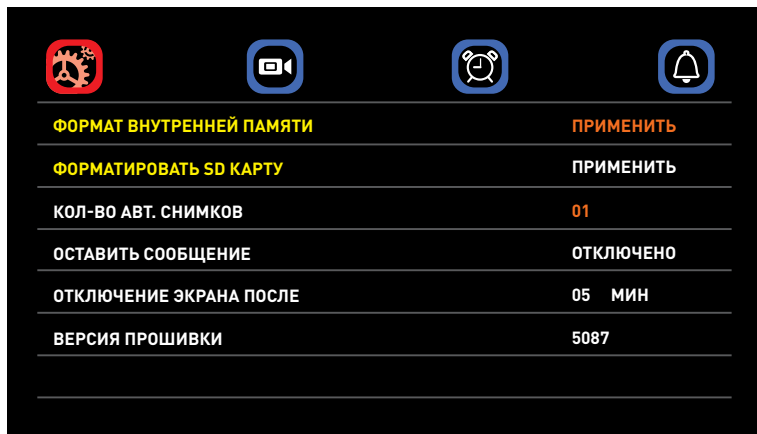 ФОРМАТ ВНУТРЕННЕЙ ПАМЯТИ ПРИМЕНИТЬ
ФОРМАТИРОВАТЬ SD КАРТУ ПРИМЕНИТЬ
КОЛ-ВО АВТ. СНИМКОВ 01
ОСТАВИТЬ СООБЩЕНИЕ ОТКЛЮЧЕНО
ОТКЛЮЧЕНИЕ ЭКРАНА ПОСЛЕ 05 МИН
ВЕРСИЯ ПРОШИВКИ 5087